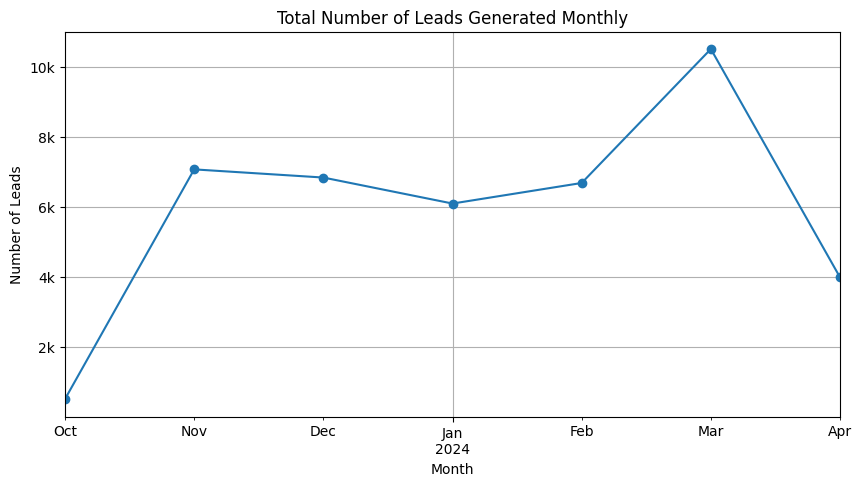 Total Number of Leads Generated Monthly
Number of Leads
10k
8k
6k
4k
2k
Oct Nov Dec Jan Feb Mar Apr
2024
Month